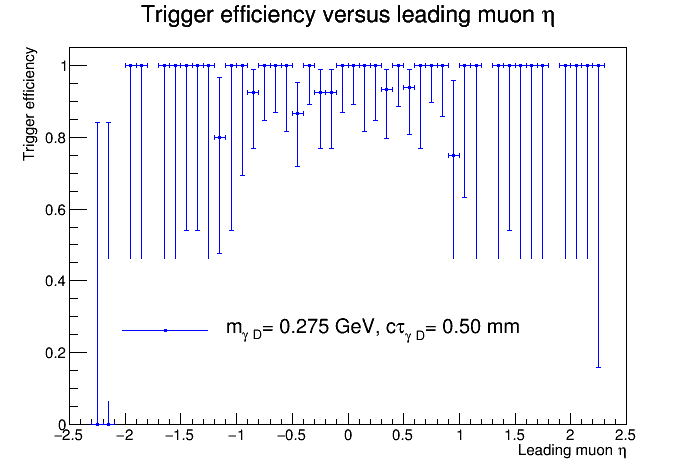 Trigger efficiency versus leading muon η
Trigger efficiency
1
0.8
0.6
0.4
0.2
0
m_γ D = 0.275 GeV, cτ_γ D = 0.50 mm
−2.5 −2 −1.5 −1 −0.5 0 0.5 1 1.5 2 2.5
Leading muon η